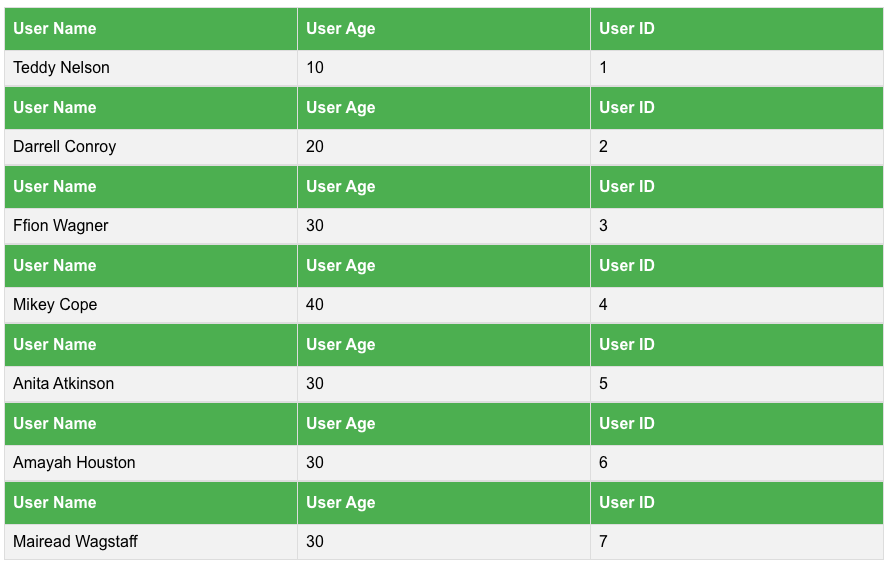 User Name User Age User ID
Teddy Nelson 10 1
User Name User Age User ID
Darrell Conroy 20 2
User Name User Age User ID
Ffion Wagner 30 3
User Name User Age User ID
Mikey Cope 40 4
User Name User Age User ID
Anita Atkinson 30 5
User Name User Age User ID
Amayah Houston 30 6
User Name User Age User ID
Mairead Wagstaff 30 7